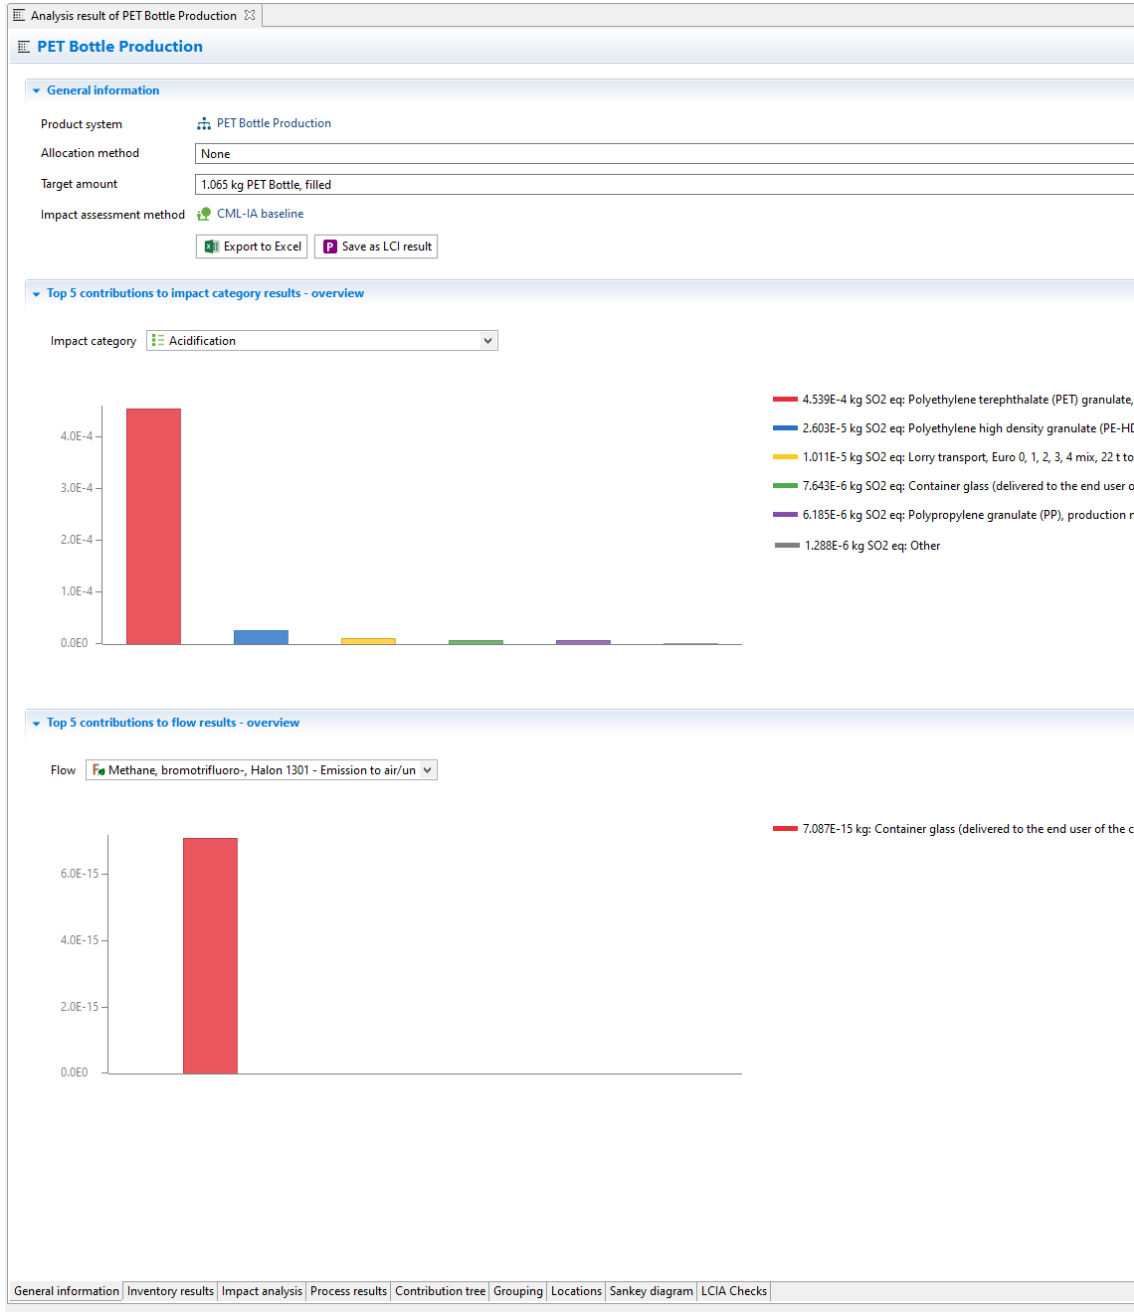 Analysis result of PET Bottle Production
PET Bottle Production
General information
Product system PET Bottle Production
Allocation method None
Target amount 1.065 kg PET Bottle, filled
Impact assessment method CML-IA baseline
Export to Excel P Save as LCI result
Top 5 contributions to impact category results - overview
Impact category Acidification
4.539E-4 kg SO2 eq: Polyethylene terephthalate (PET) granulate,
4.0E-4
2.603E-5 kg SO2 eq: Polyethylene high density granulate (PE-HD
1.011E-5 kg SO2 eq: Lorry transport, Euro 0, 1, 2, 3, 4 mix, 22 t to
3.0E-4
7.643E-6 kg SO2 eq: Container glass (delivered to the end user o
6.185E-6 kg SO2 eq: Polypropylene granulate (PP), production
2.0E-4
1.288E-6 kg SO2 eq: Other
1.0E-4
0.0E0
Top 5 contributions to flow results - overview
Flow Methane, bromotrifluoro-, Halon 1301 - Emission to air/un
7.087E-15 kg: Container glass (delivered to the end user of the c
6.0E-15
4.0E-15
2.0E-15
0.0E0
General information Inventory results Impact analysis Process results Contribution tree Grouping Locations Sankey diagram LCIA Checks